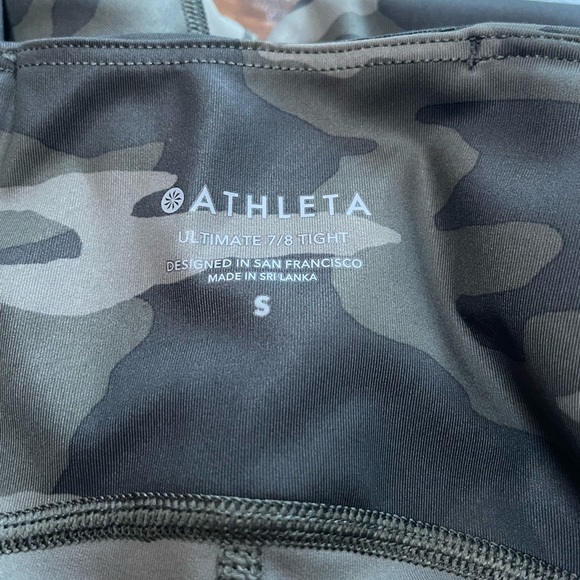 ATHLETA
ULTIMATE 7/8 TIGHT
DESIGNED IN SAN FRANCISCO
MADE IN SRI LANKA
S